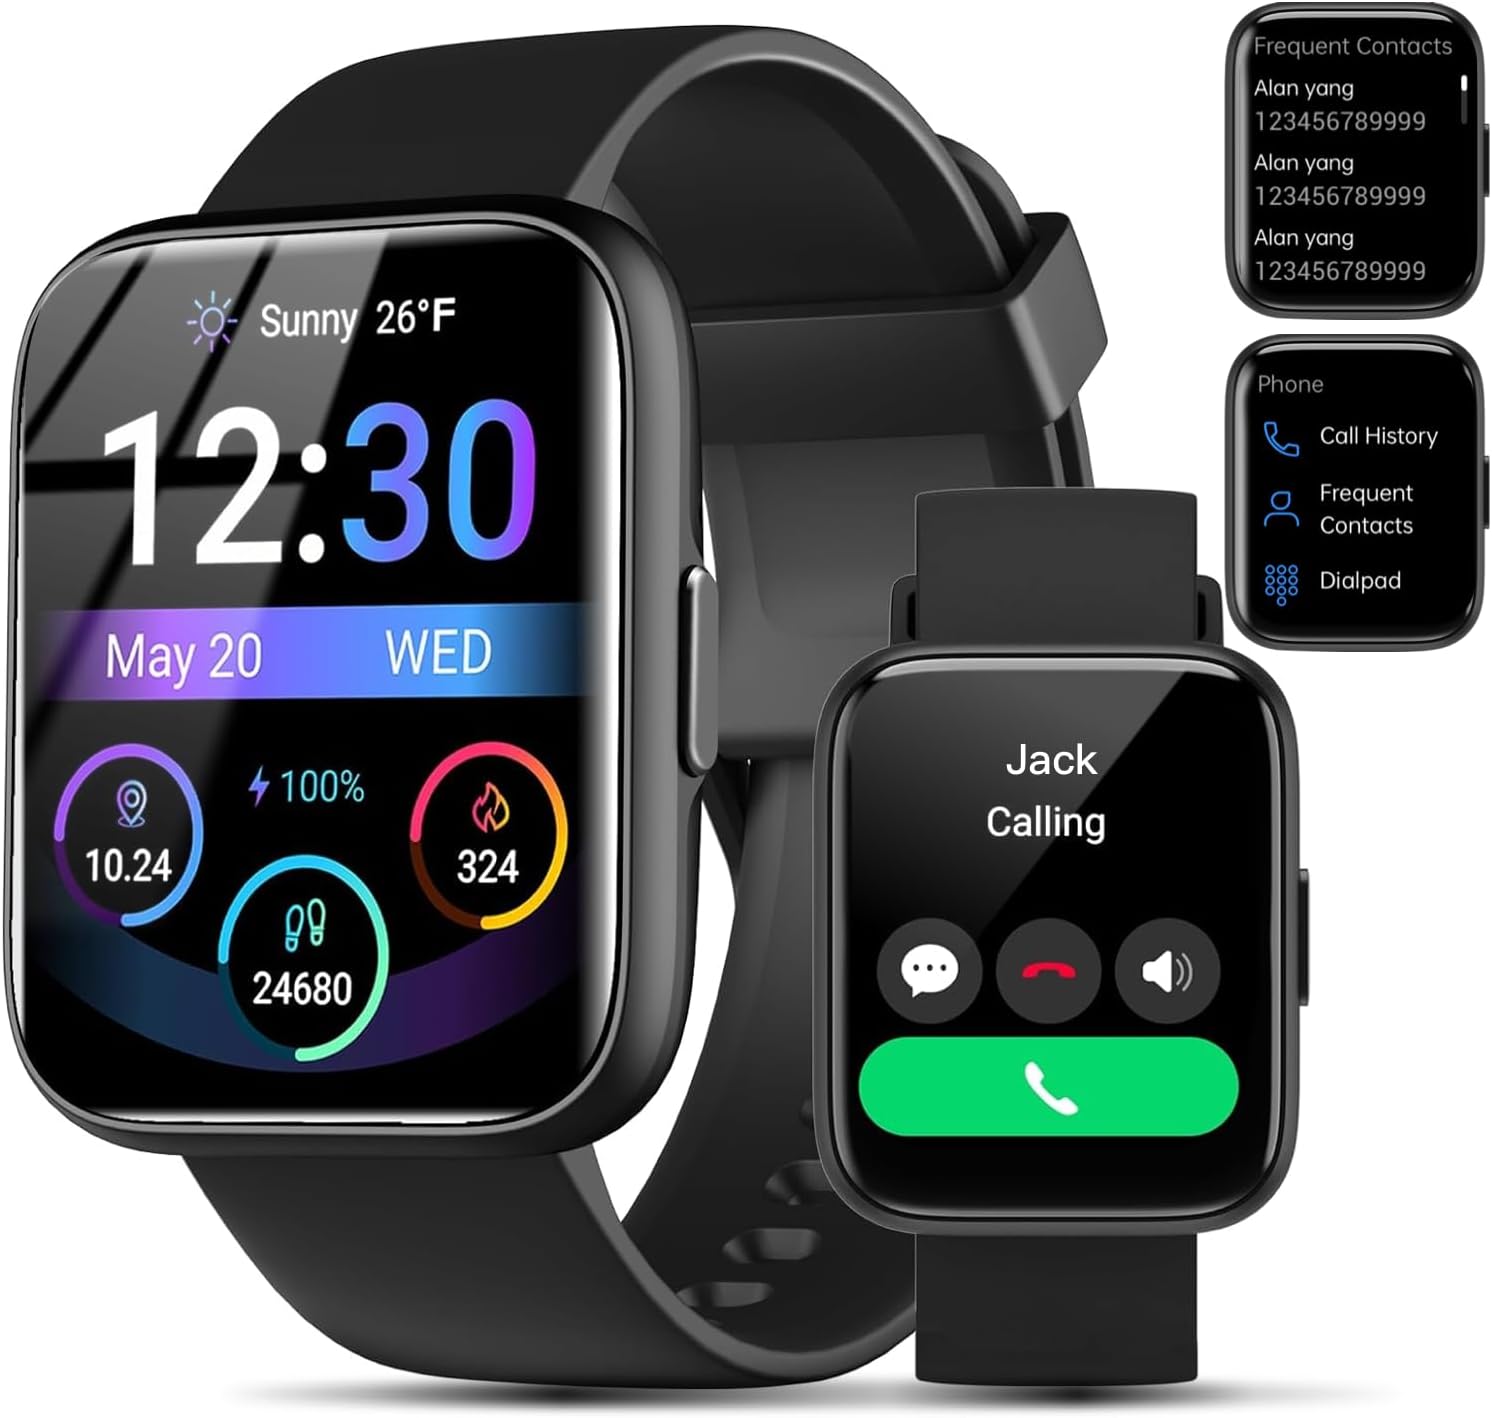 Sunny 26°F
12:30
May 20 WED
100%
10.24
324
24680
Frequent Contacts
Alan yang
123456789999
Alan yang
123456789999
Alan yang
123456789999
Phone
Call History
Frequent
Contacts
Dialpad
Jack
Calling